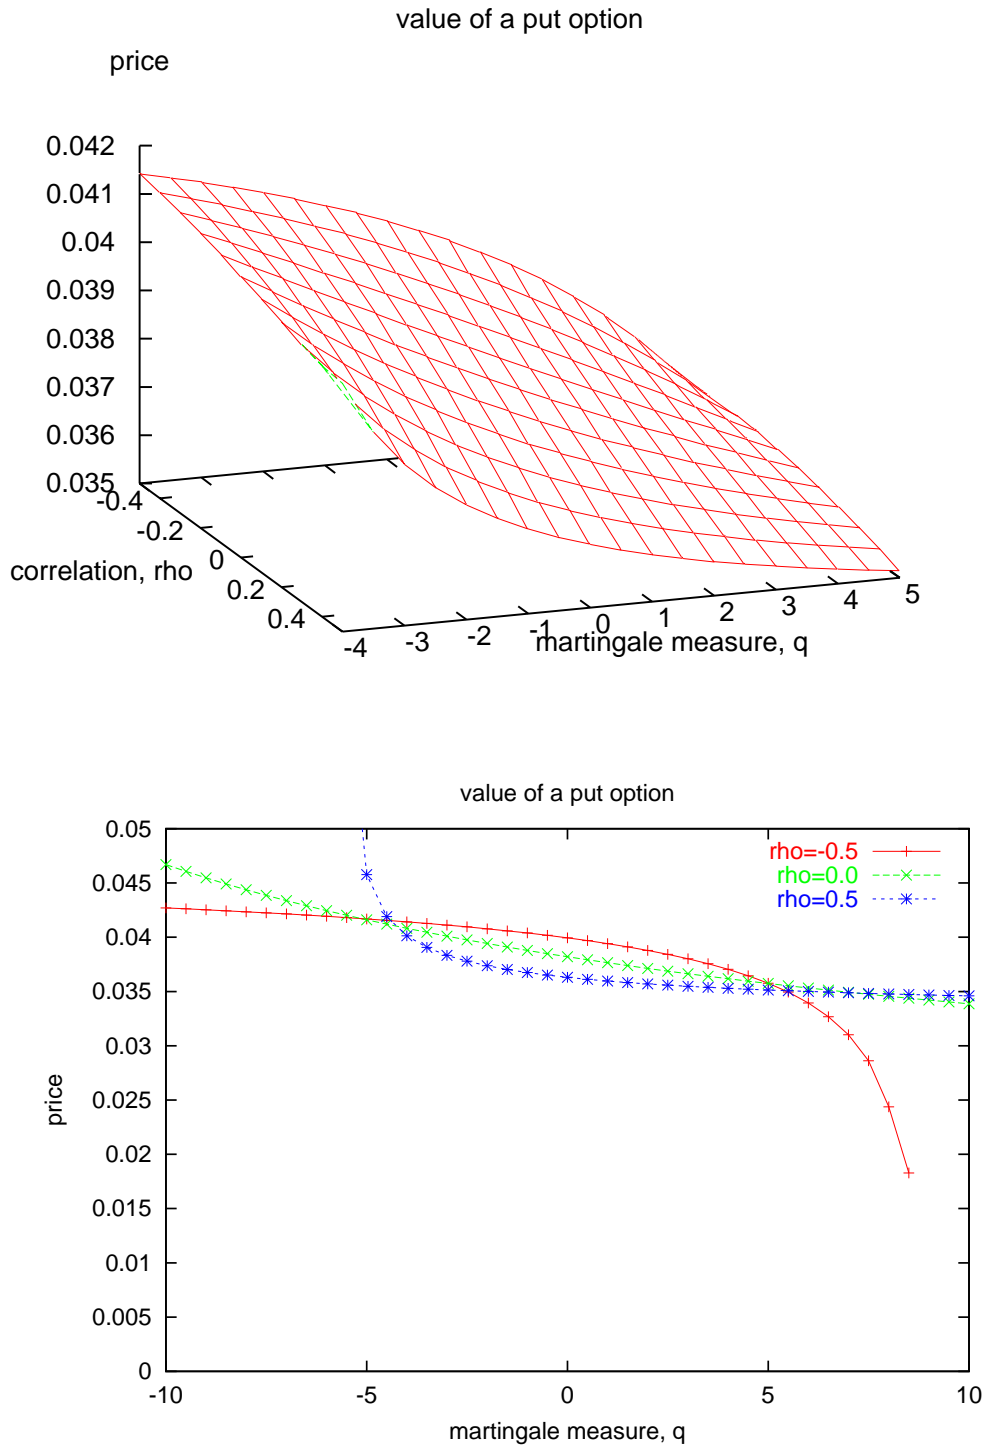 value of a put option
price
0.042
0.041
0.04
0.039
0.038
0.037
0.036
0.035
-0.4
-0.2
0
0.2
0.4
correlation, rho
-4 -3 -2 -1 0 1 2 3 4 5
martingale measure, q
value of a put option
0.05
0.045
0.04
0.035
0.03
0.025
0.02
0.015
0.01
0.005
0
price
rho=-0.5
rho=0.0
rho=0.5
-10 -5 0 5 10
martingale measure, q